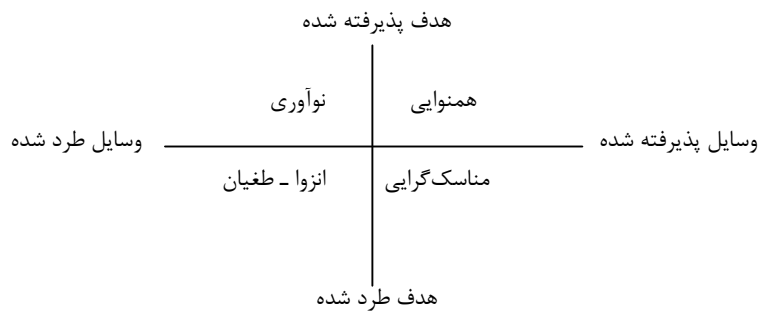 هدف پذیرفته شده
همنوایی نوآوری
وسایل پذیرفته شده وسایل طرد شده
مناسک‌گرایی انزوا ـ طغیان
هدف طرد شده